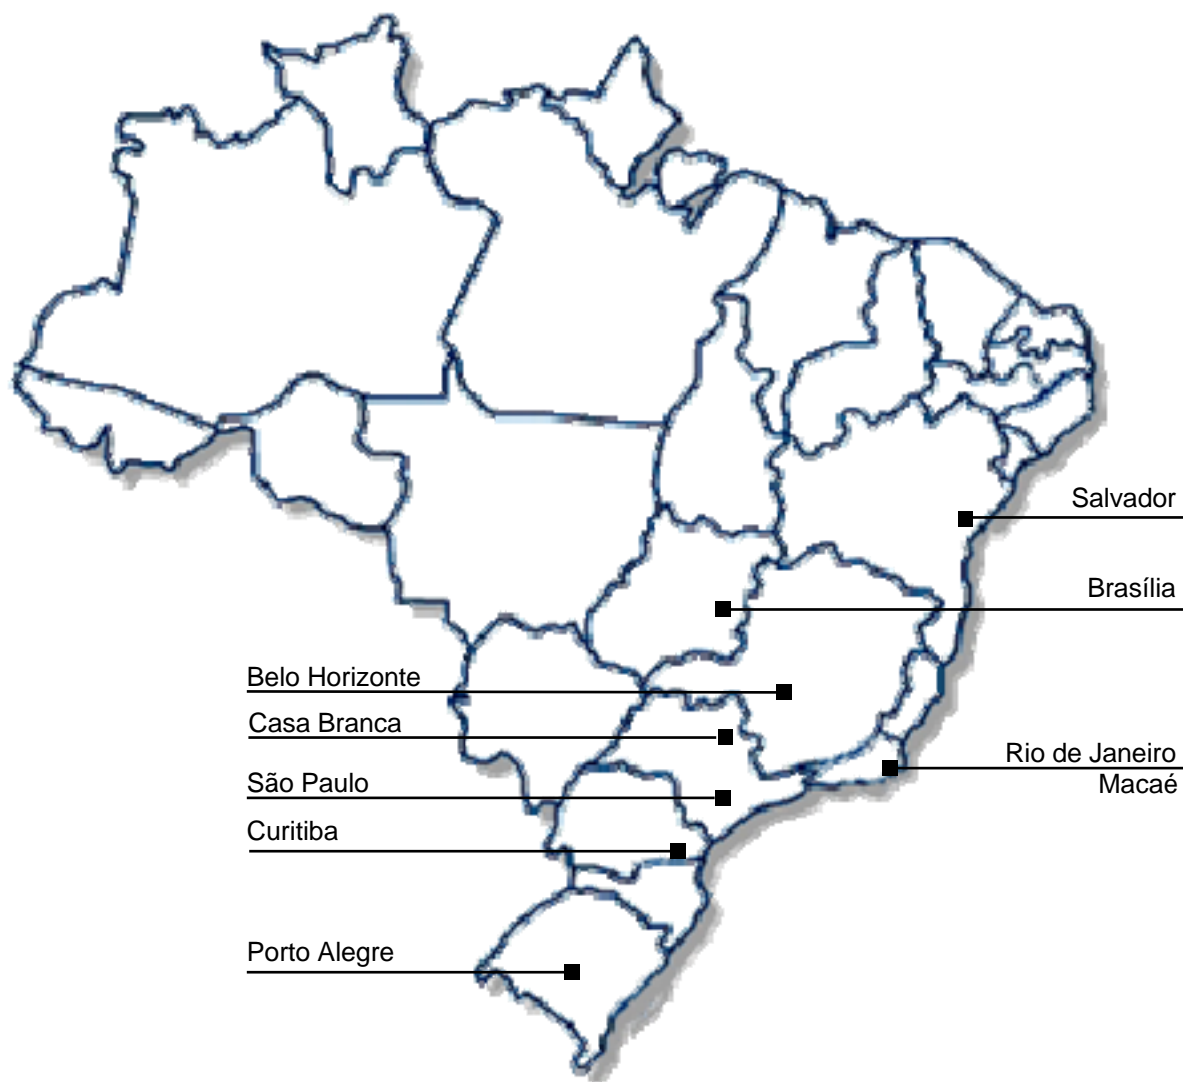 Salvador
Brasília
Belo Horizonte
Casa Branca
Rio de Janeiro
Macaé
São Paulo
Curitiba
Porto Alegre